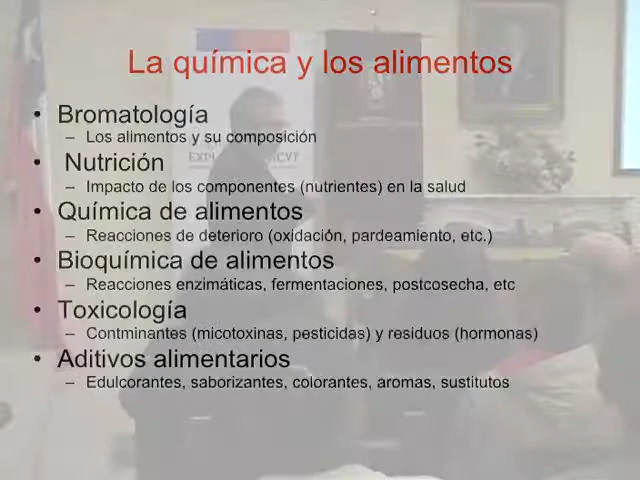 La química y los alimentos
• Bromatología
– Los alimentos y su composición
• Nutrición
– Impacto de los componentes (nutrientes) en la salud
• Química de alimentos
– Reacciones de deterioro (oxidación, pardeamiento, etc.)
• Bioquímica de alimentos
– Reacciones enzimáticas, fermentaciones, postcosecha, etc
• Toxicología
– Contminantes (micotoxinas, pesticidas) y residuos (hormonas)
• Aditivos alimentarios
– Edulcorantes, saborizantes, colorantes, aromas, sustitutos